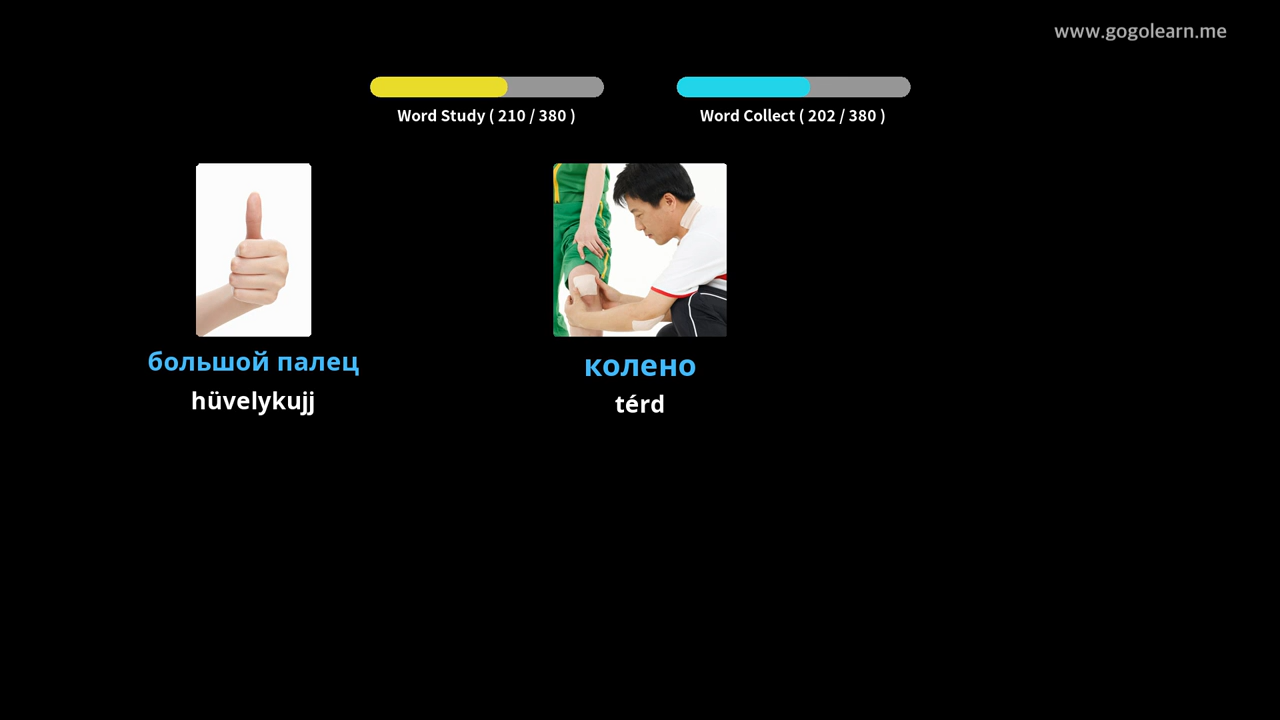 www.gogolearn.me
Word Study ( 210 / 380 )
Word Collect ( 202 / 380 )
большой палец
hüvelykujj
колено
térd